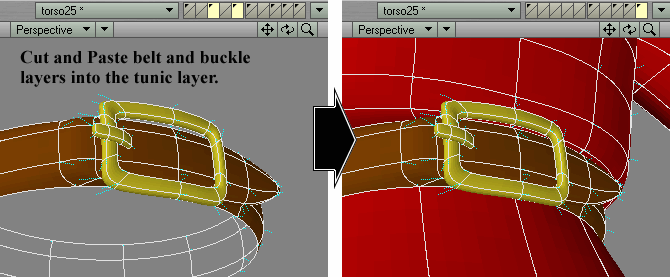 torso25 *
torso25 *
Perspective
Perspective
Cut and Paste belt and buckle
layers into the tunic layer.